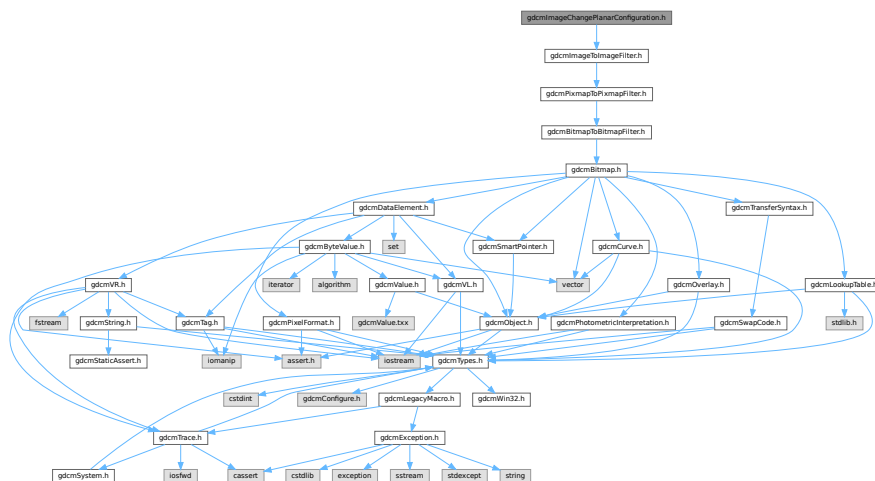 gdcmImageChangePlanarConfiguration.h
gdcmImageToImageFilter.h
gdcmPixmapToPixmapFilter.h
gdcmBitmapToBitmapFilter.h
gdcmBitmap.h
gdcmDataElement.h
gdcmTransferSyntax.h
gdcmByteValue.h
set
gdcmSmartPointer.h
gdcmCurve.h
gdcmVR.h
iterator
algorithm
gdcmValue.h
gdcmVL.h
vector
gdcmOverlay.h
gdcmLookupTable.h
fstream
gdcmString.h
gdcmTag.h
gdcmPixelFormat.h
gdcmValue.txx
gdcmObject.h
gdcmPhotometricInterpretation.h
gdcmSwapCode.h
stdlib.h
gdcmStaticAssert.h
iomanip
assert.h
iostream
gdcmTypes.h
cstdint
gdcmConfigure.h
gdcmLegacyMacro.h
gdcmWin32.h
gdcmTrace.h
gdcmException.h
gdcmSystem.h
iosfwd
cassert
cstdlib
exception
sstream
stdexcept
string